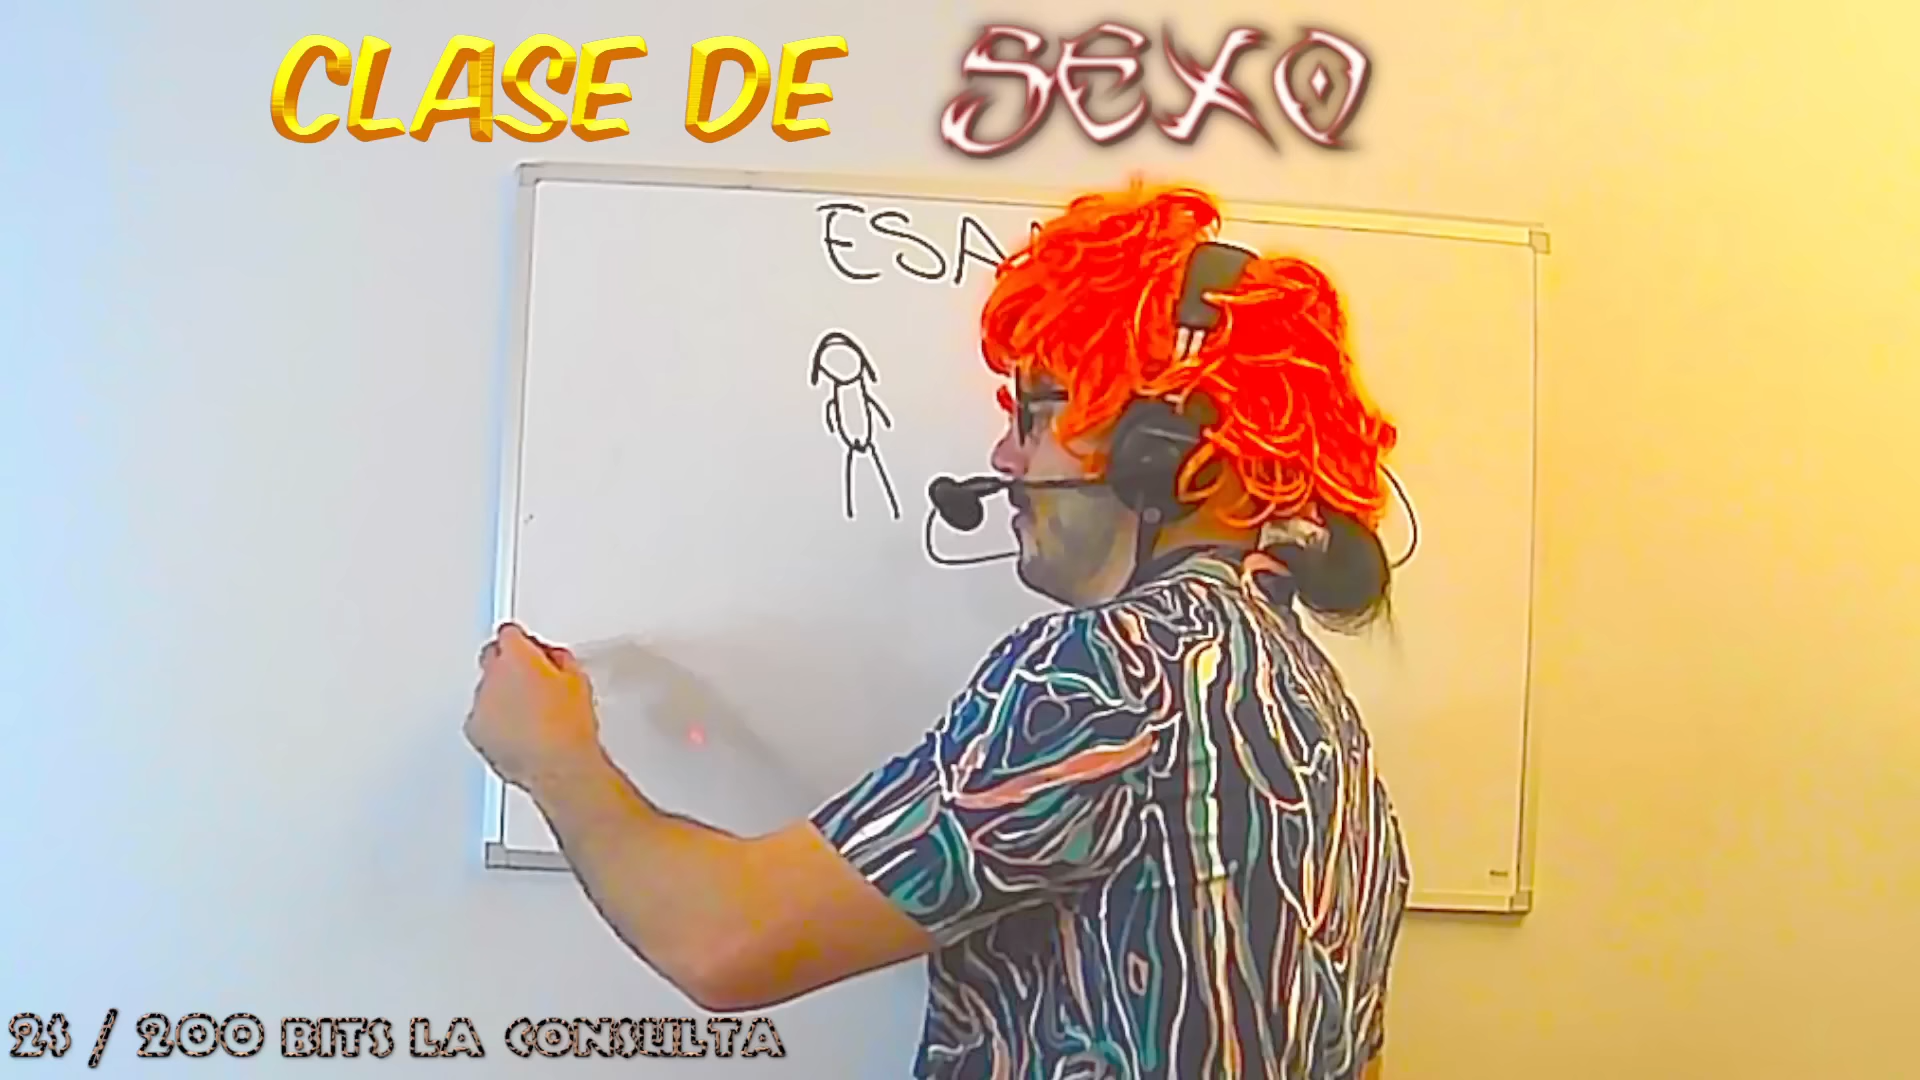 CLASE DE SEXO
ESA
2$ / 200 BITS LA CONSULTA